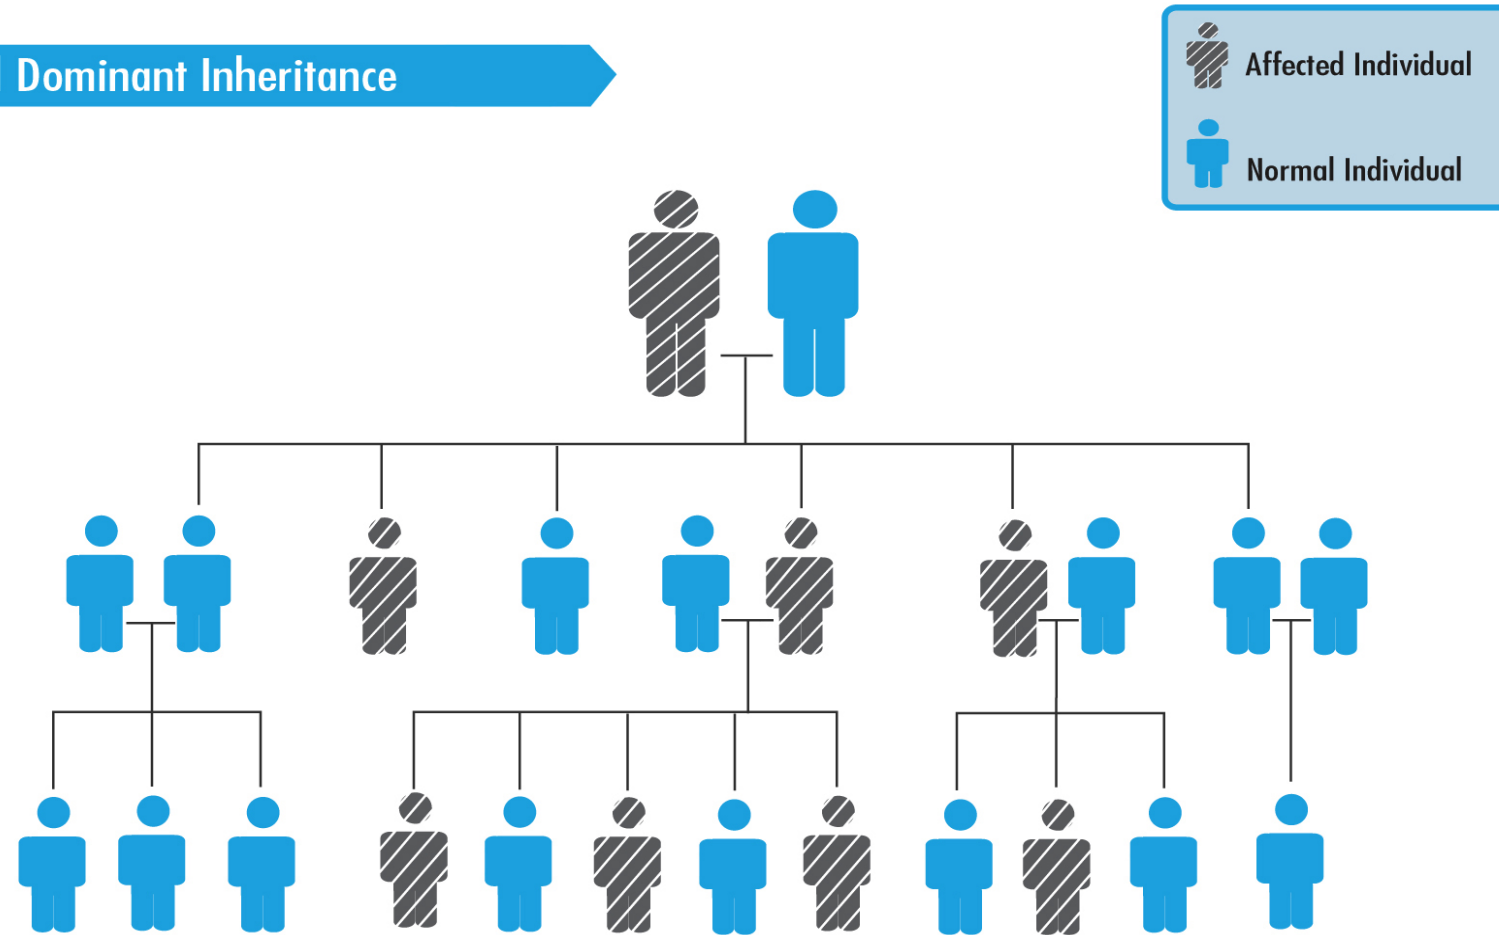 Dominant Inheritance
Affected Individual
Normal Individual